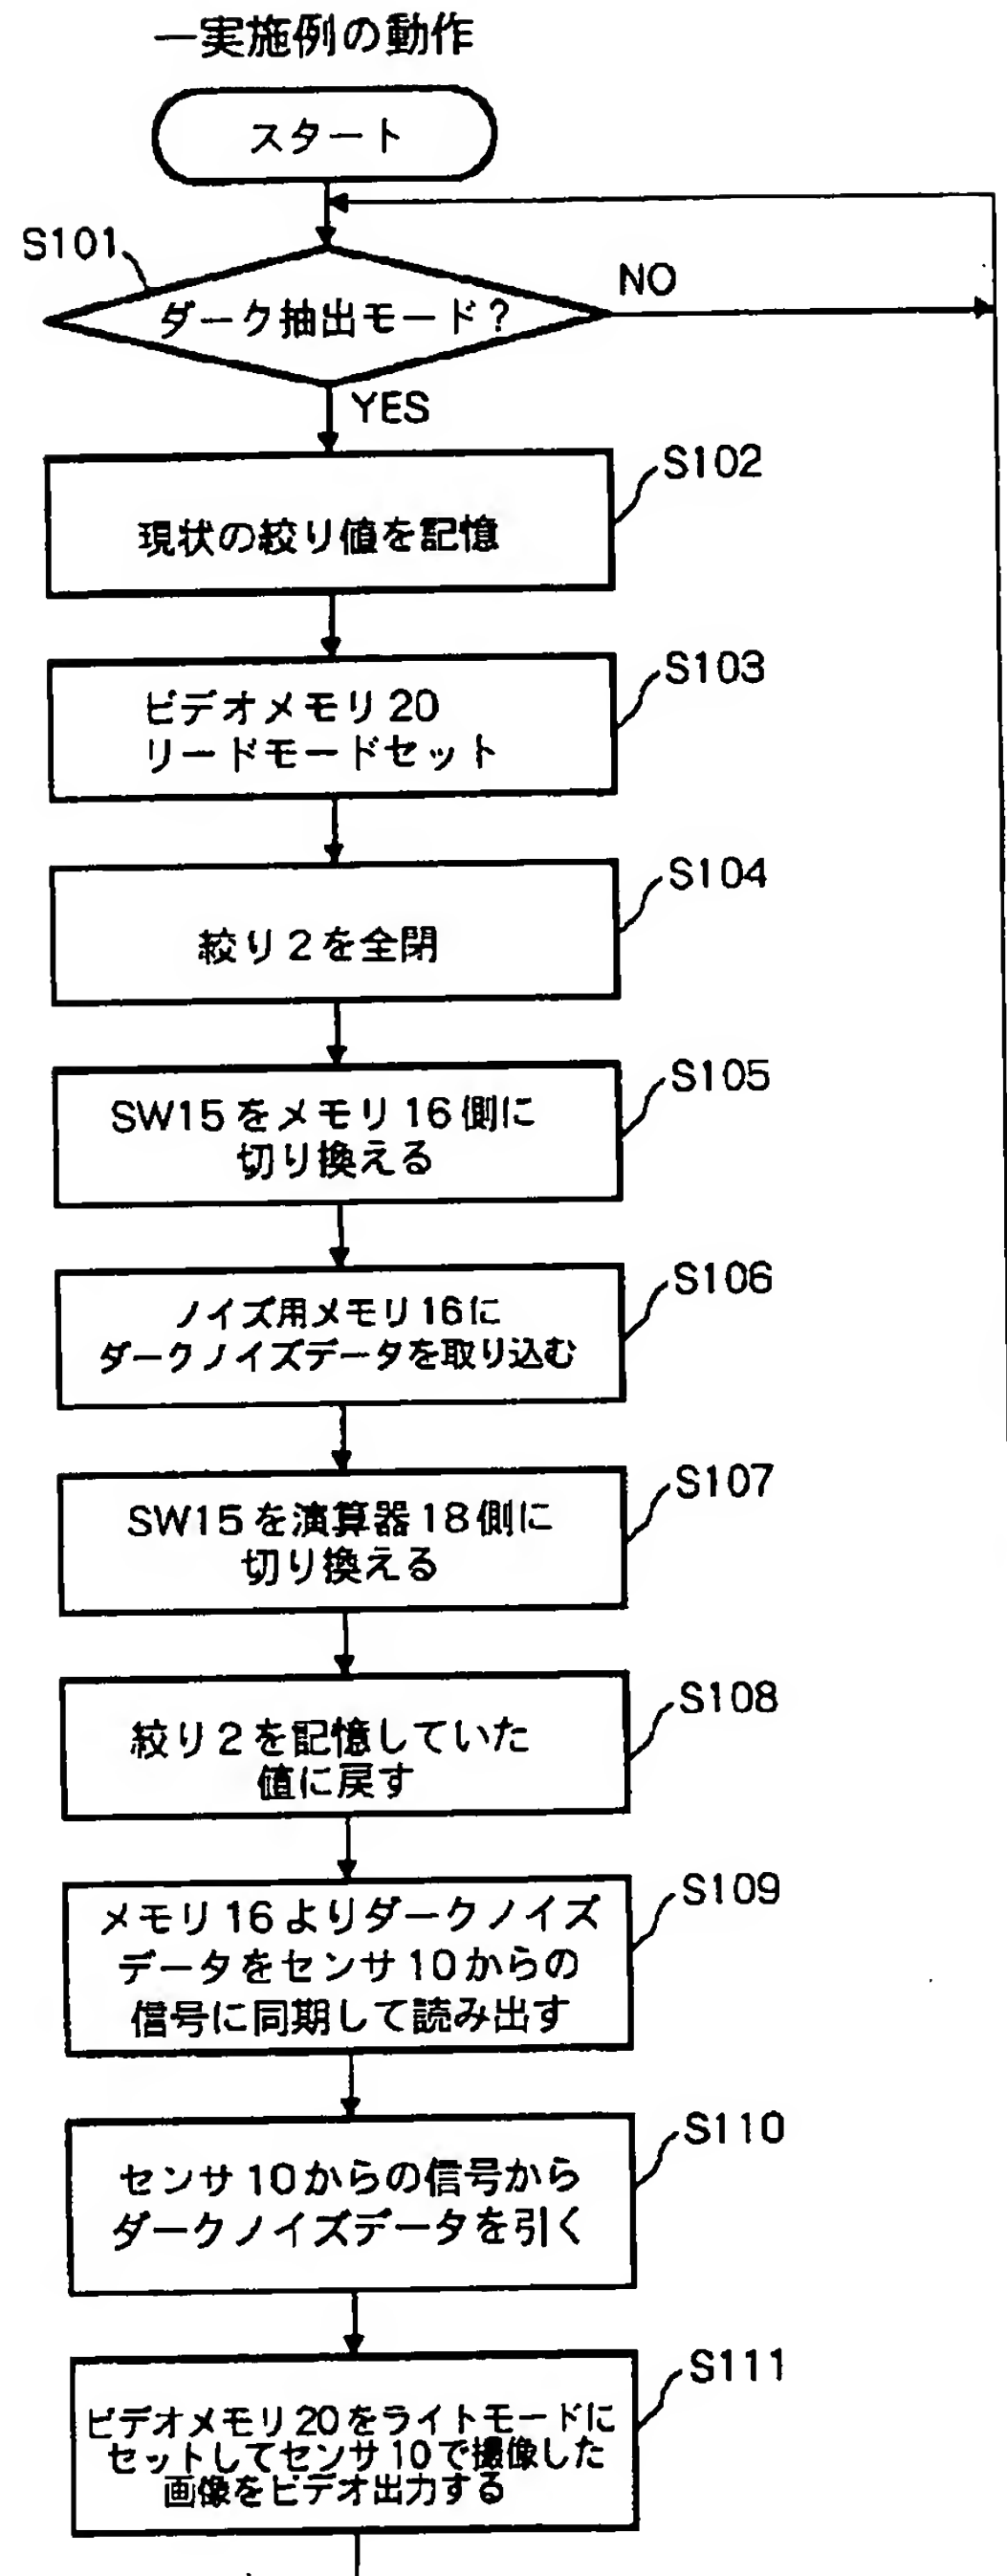 一実施例の動作
スタート
S101
ダーク抽出モード?
NO
YES
S102
現状の絞り値を記憶
S103
ビデオメモリ20
リードモードセット
S104
絞り2を全閉
S105
SW15をメモリ16側に
切り換える
S106
ノイズ用メモリ16に
ダークノイズデータを取り込む
S107
SW15を演算器18側に
切り換える
S108
絞り2を記憶していた
値に戻す
S109
メモリ16よりダークノイズ
データをセンサ10からの
信号に同期して読み出す
S110
センサ10からの信号から
ダークノイズデータを引く
S111
ビデオメモリ20をライトモードに
セットしてセンサ10で撮像した
画像をビデオ出力する